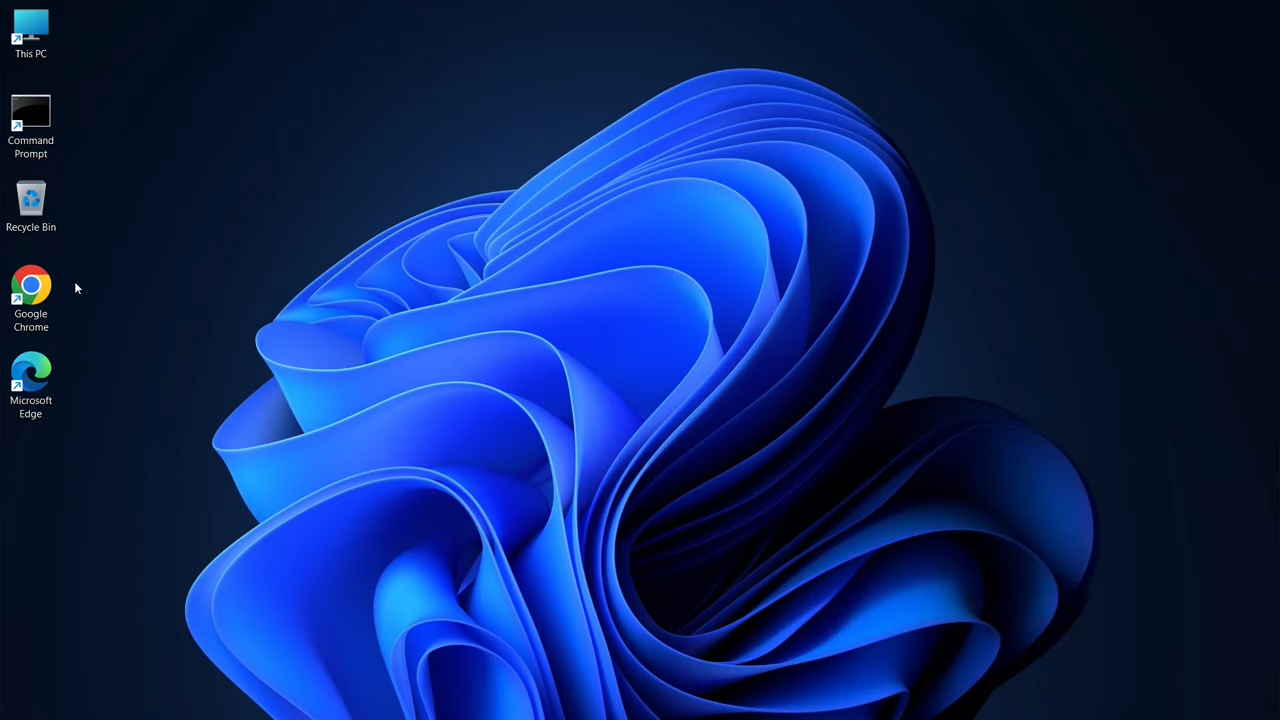 This PC
Command
Prompt
Recycle Bin
Google
Chrome
Microsoft
Edge